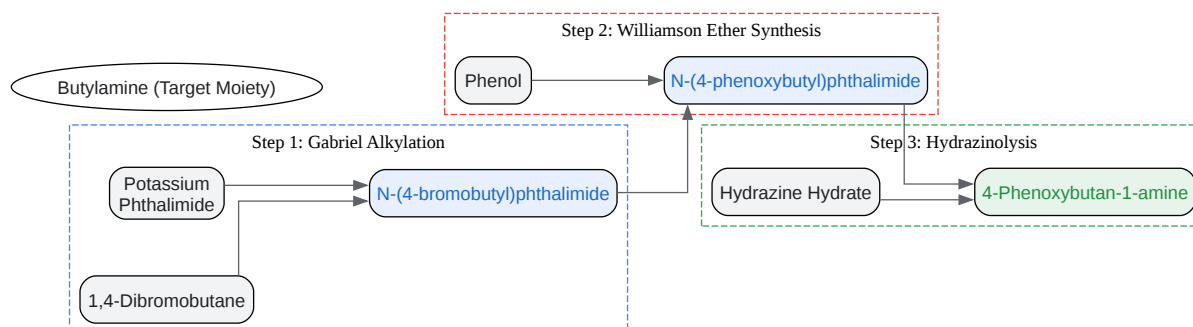 Step 2: Williamson Ether Synthesis
Phenol
N-(4-phenoxybutyl)phthalimide
Butylamine (Target Moiety)
Step 1: Gabriel Alkylation
Potassium
Phthalimide
N-(4-bromobutyl)phthalimide
1,4-Dibromobutane
Step 3: Hydrazinolysis
Hydrazine Hydrate
4-Phenoxybutan-1-amine